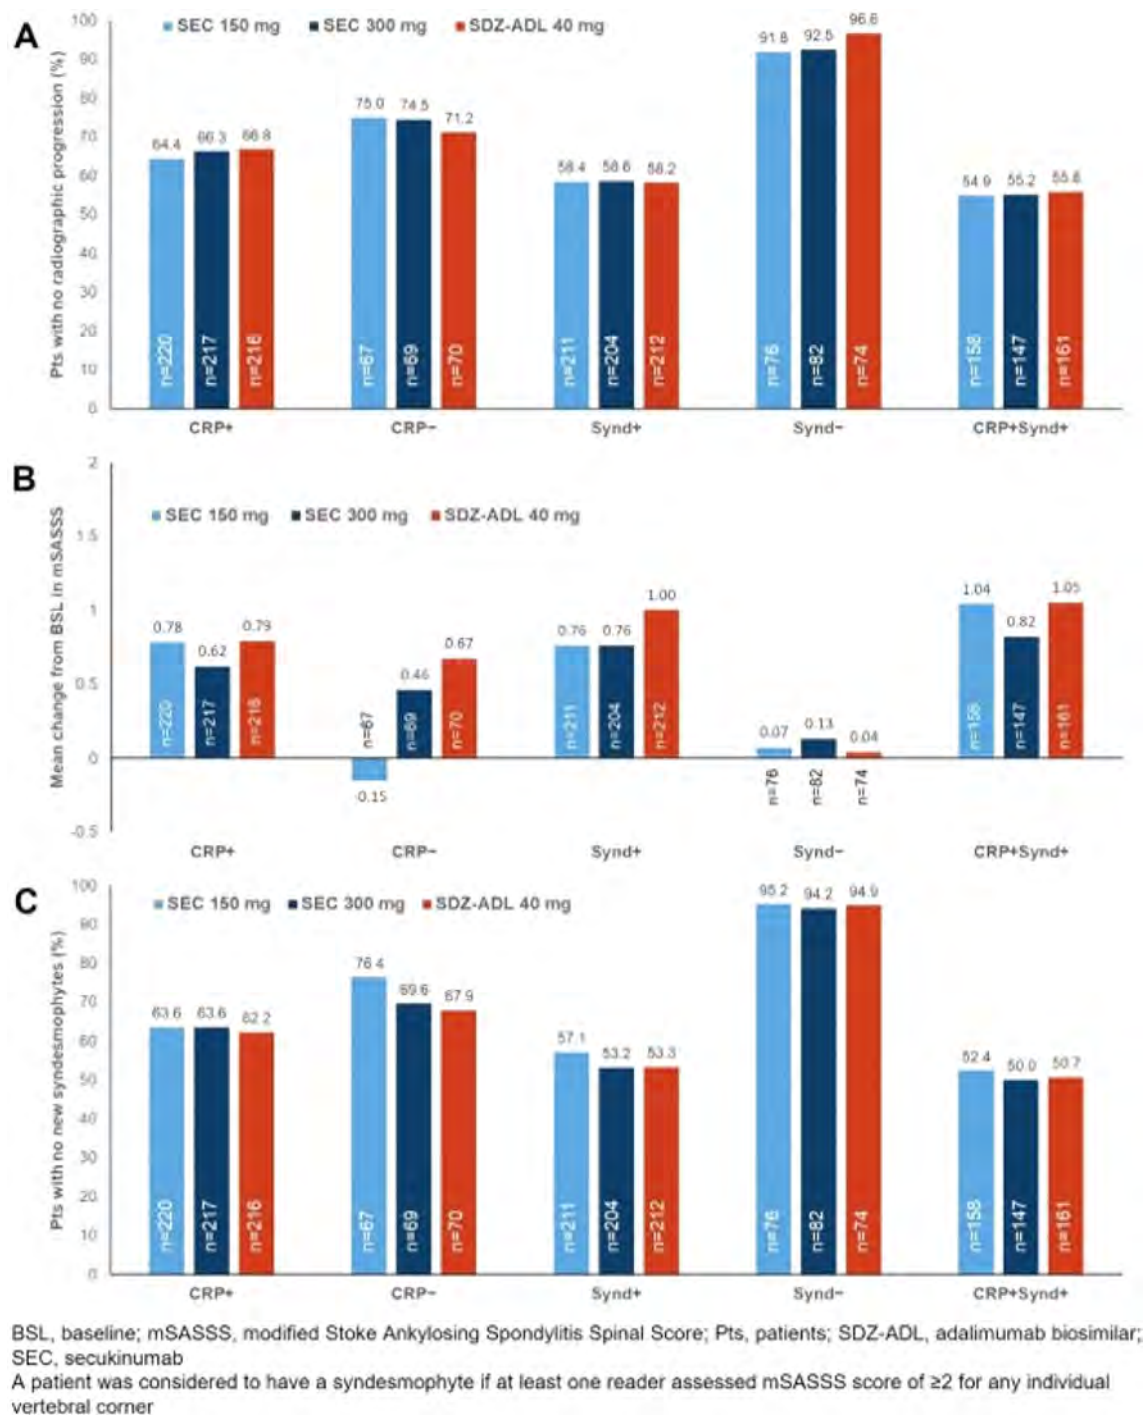 A
SEC 150 mg SEC 300 mg SDZ-ADL 40 mg
Pts with no radiographic progression (%)
100
90
80
70
60
50
40
30
20
10
0
64.4 66.3 66.8
75.0 74.5 71.2
58.4 58.6 58.2
91.8 92.5 96.6
54.9 55.2 55.8
n=220 n=217 n=216
n=67 n=69 n=70
n=211 n=204 n=212
n=76 n=82 n=74
n=158 n=147 n=161
CRP+ CRP− Synd+ Synd− CRP+Synd+
B
SEC 150 mg SEC 300 mg SDZ-ADL 40 mg
Mean change from BSL in mSASSS
2
1.5
1
0.5
0
-0.5
0.78 0.62 0.79
-0.15 0.46 0.67
0.76 0.76 1.00
0.07 0.13 0.04
1.04 0.82 1.05
n=220 n=217 n=216
n=67 n=69 n=70
n=211 n=204 n=212
n=76 n=82 n=74
n=158 n=147 n=161
CRP+ CRP− Synd+ Synd− CRP+Synd+
C
SEC 150 mg SEC 300 mg SDZ-ADL 40 mg
Pts with no new syndesmophytes (%)
100
90
80
70
60
50
40
30
20
10
0
63.6 63.6 62.2
76.4 69.6 67.9
57.1 53.2 53.3
95.2 94.2 94.9
52.4 50.0 50.7
n=220 n=217 n=216
n=67 n=69 n=70
n=211 n=204 n=212
n=76 n=82 n=74
n=158 n=147 n=161
CRP+ CRP− Synd+ Synd− CRP+Synd+
BSL, baseline; mSASSS, modified Stoke Ankylosing Spondylitis Spinal Score; Pts, patients; SDZ-ADL, adalimumab biosimilar;
SEC, secukinumab
A patient was considered to have a syndesmophyte if at least one reader assessed mSASSS score of ≥2 for any individual
vertebral corner